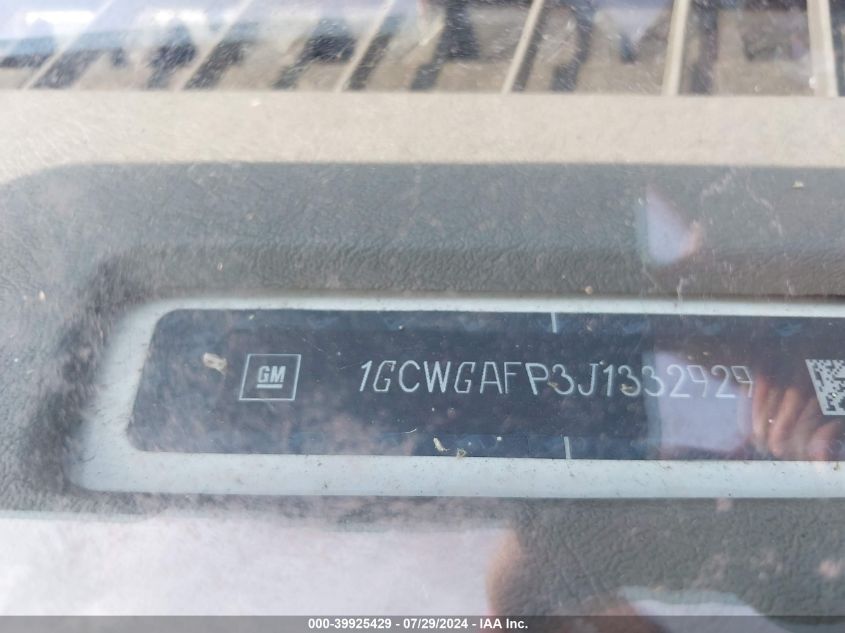 GM 1GCWGAFP3J1332929
000-39925429 / 07/29/2024 - IAA Inc.